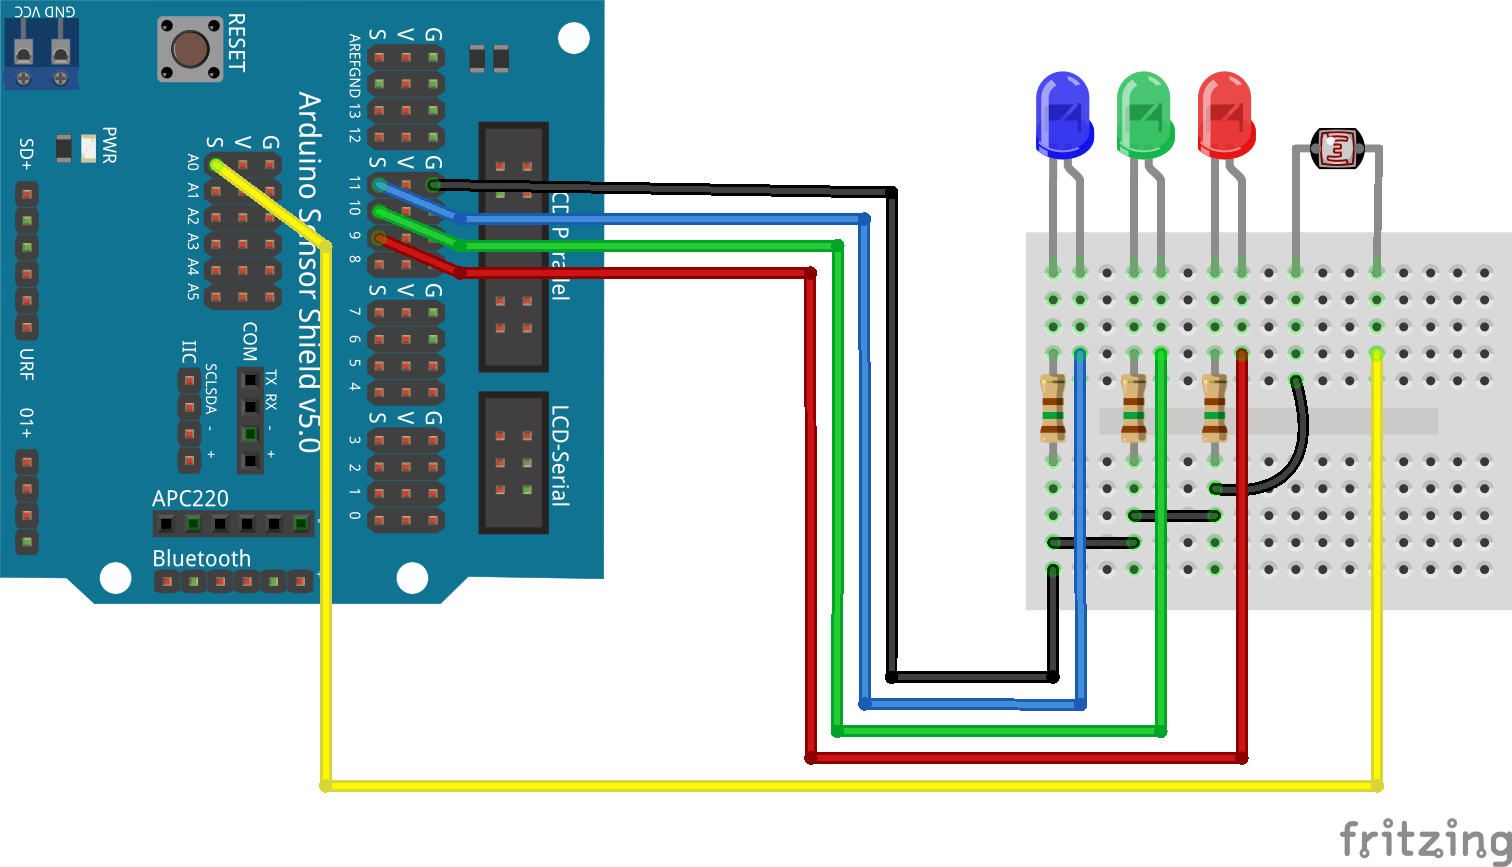 GND VCC
RESET
PWR
SD+
URF
01+
S V G
A0
A1
A2
A3
A4
A5
IIC
SCL
SDA
-
+
COM
TX
RX
-
+
APC220
Bluetooth
Arduino Sensor Shield v5.0
S V G
AREF
GND
13
12
S V G
11
10
9
8
S V G
7
6
5
4
S V G
3
2
1
0
LCD-Serial
fritzing